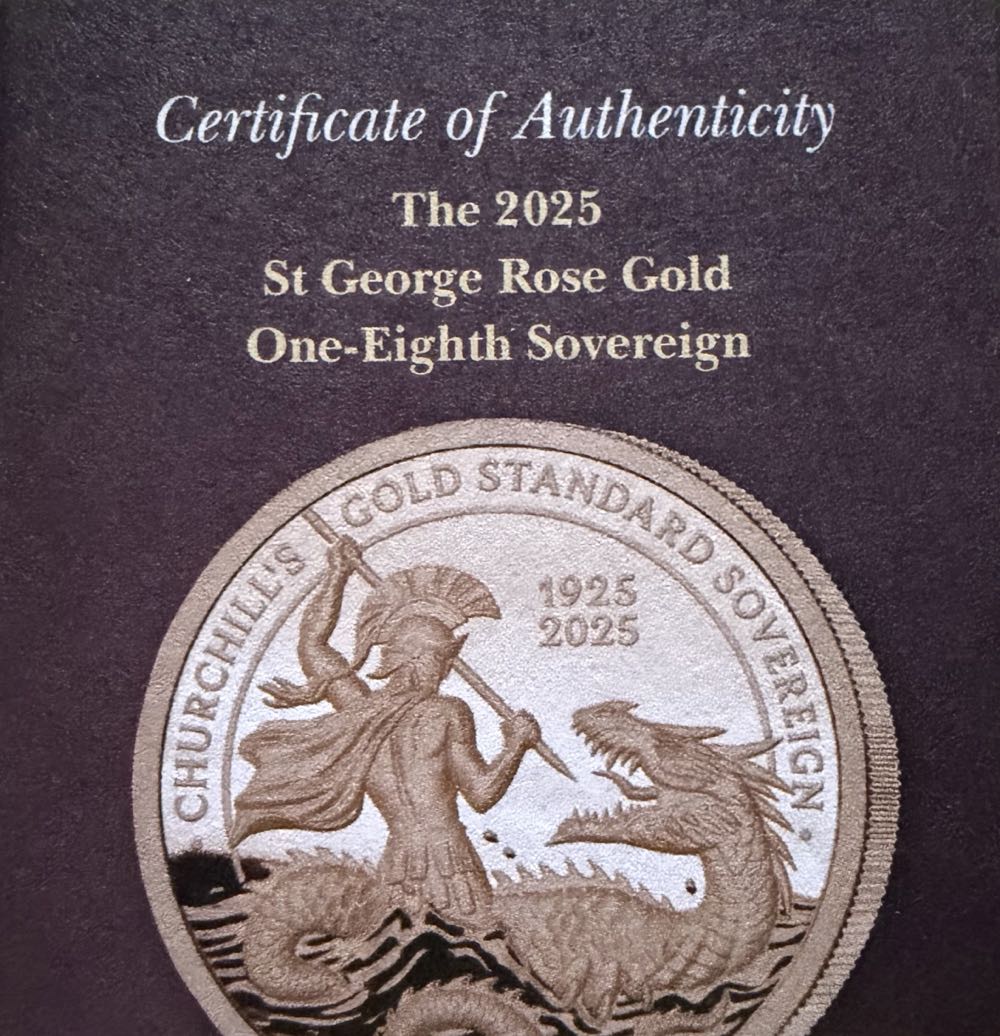 Certificate of Authenticity
The 2025
St George Rose Gold
One-Eighth Sovereign
CHURCHILL'S GOLD STANDARD SOVEREIGN
1925
2025